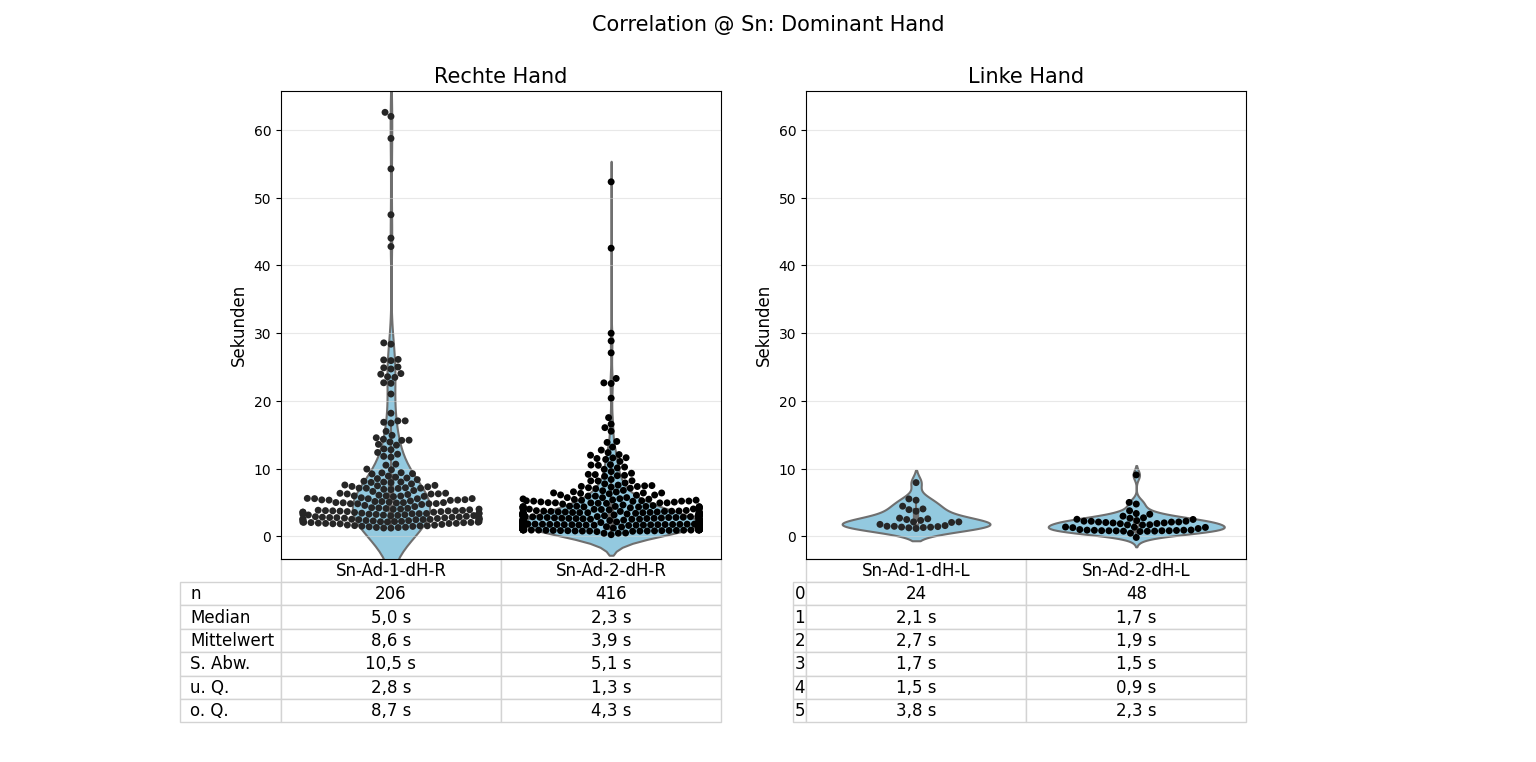 Correlation @ Sn: Dominant Hand
Rechte Hand
Sekunden
60
50
40
30
20
10
0
Sn-Ad-1-dH-R Sn-Ad-2-dH-R
n 206 416
Median 5,0 s 2,3 s
Mittelwert 8,6 s 3,9 s
S. Abw. 10,5 s 5,1 s
u. Q. 2,8 s 1,3 s
o. Q. 8,7 s 4,3 s
Linke Hand
Sekunden
60
50
40
30
20
10
0
Sn-Ad-1-dH-L Sn-Ad-2-dH-L
0 24 48
1 2,1 s 1,7 s
2 2,7 s 1,9 s
3 1,7 s 1,5 s
4 1,5 s 0,9 s
5 3,8 s 2,3 s